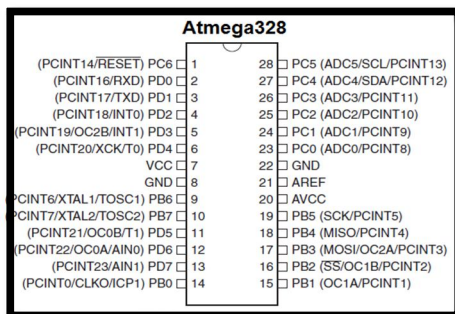 Atmega328
(PCINT14/RESET) PC6 1 28 PC5 (ADC5/SCL/PCINT13)
(PCINT16/RXD) PD0 2 27 PC4 (ADC4/SDA/PCINT12)
(PCINT17/TXD) PD1 3 26 PC3 (ADC3/PCINT11)
(PCINT18/INT0) PD2 4 25 PC2 (ADC2/PCINT10)
(PCINT19/OC2B/INT1) PD3 5 24 PC1 (ADC1/PCINT9)
(PCINT20/XCK/T0) PD4 6 23 PC0 (ADC0/PCINT8)
VCC 7 22 GND
GND 8 21 AREF
(PCINT6/XTAL1/TOSC1) PB6 9 20 AVCC
(PCINT7/XTAL2/TOSC2) PB7 10 19 PB5 (SCK/PCINT5)
(PCINT21/OC0B/T1) PD5 11 18 PB4 (MISO/PCINT4)
(PCINT22/OC0A/AIN0) PD6 12 17 PB3 (MOSI/OC2A/PCINT3)
(PCINT23/AIN1) PD7 13 16 PB2 (SS/OC1B/PCINT2)
(PCINT0/CLKO/ICP1) PB0 14 15 PB1 (OC1A/PCINT1)